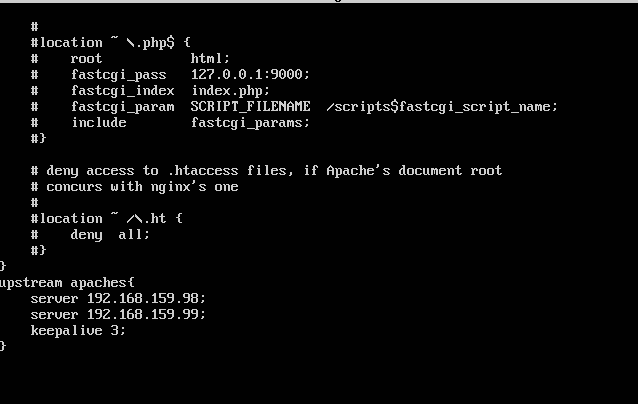 #
#location ~ \.php$ {
#    root           html;
#    fastcgi_pass   127.0.0.1:9000;
#    fastcgi_index  index.php;
#    fastcgi_param  SCRIPT_FILENAME  /scripts$fastcgi_script_name;
#    include        fastcgi_params;
#}
# deny access to .htaccess files, if Apache's document root
# concurs with nginx's one
#
#location ~ /\.ht {
#    deny  all;
#}
}
upstream apaches{
server 192.168.159.98;
server 192.168.159.99;
keepalive 3;
}